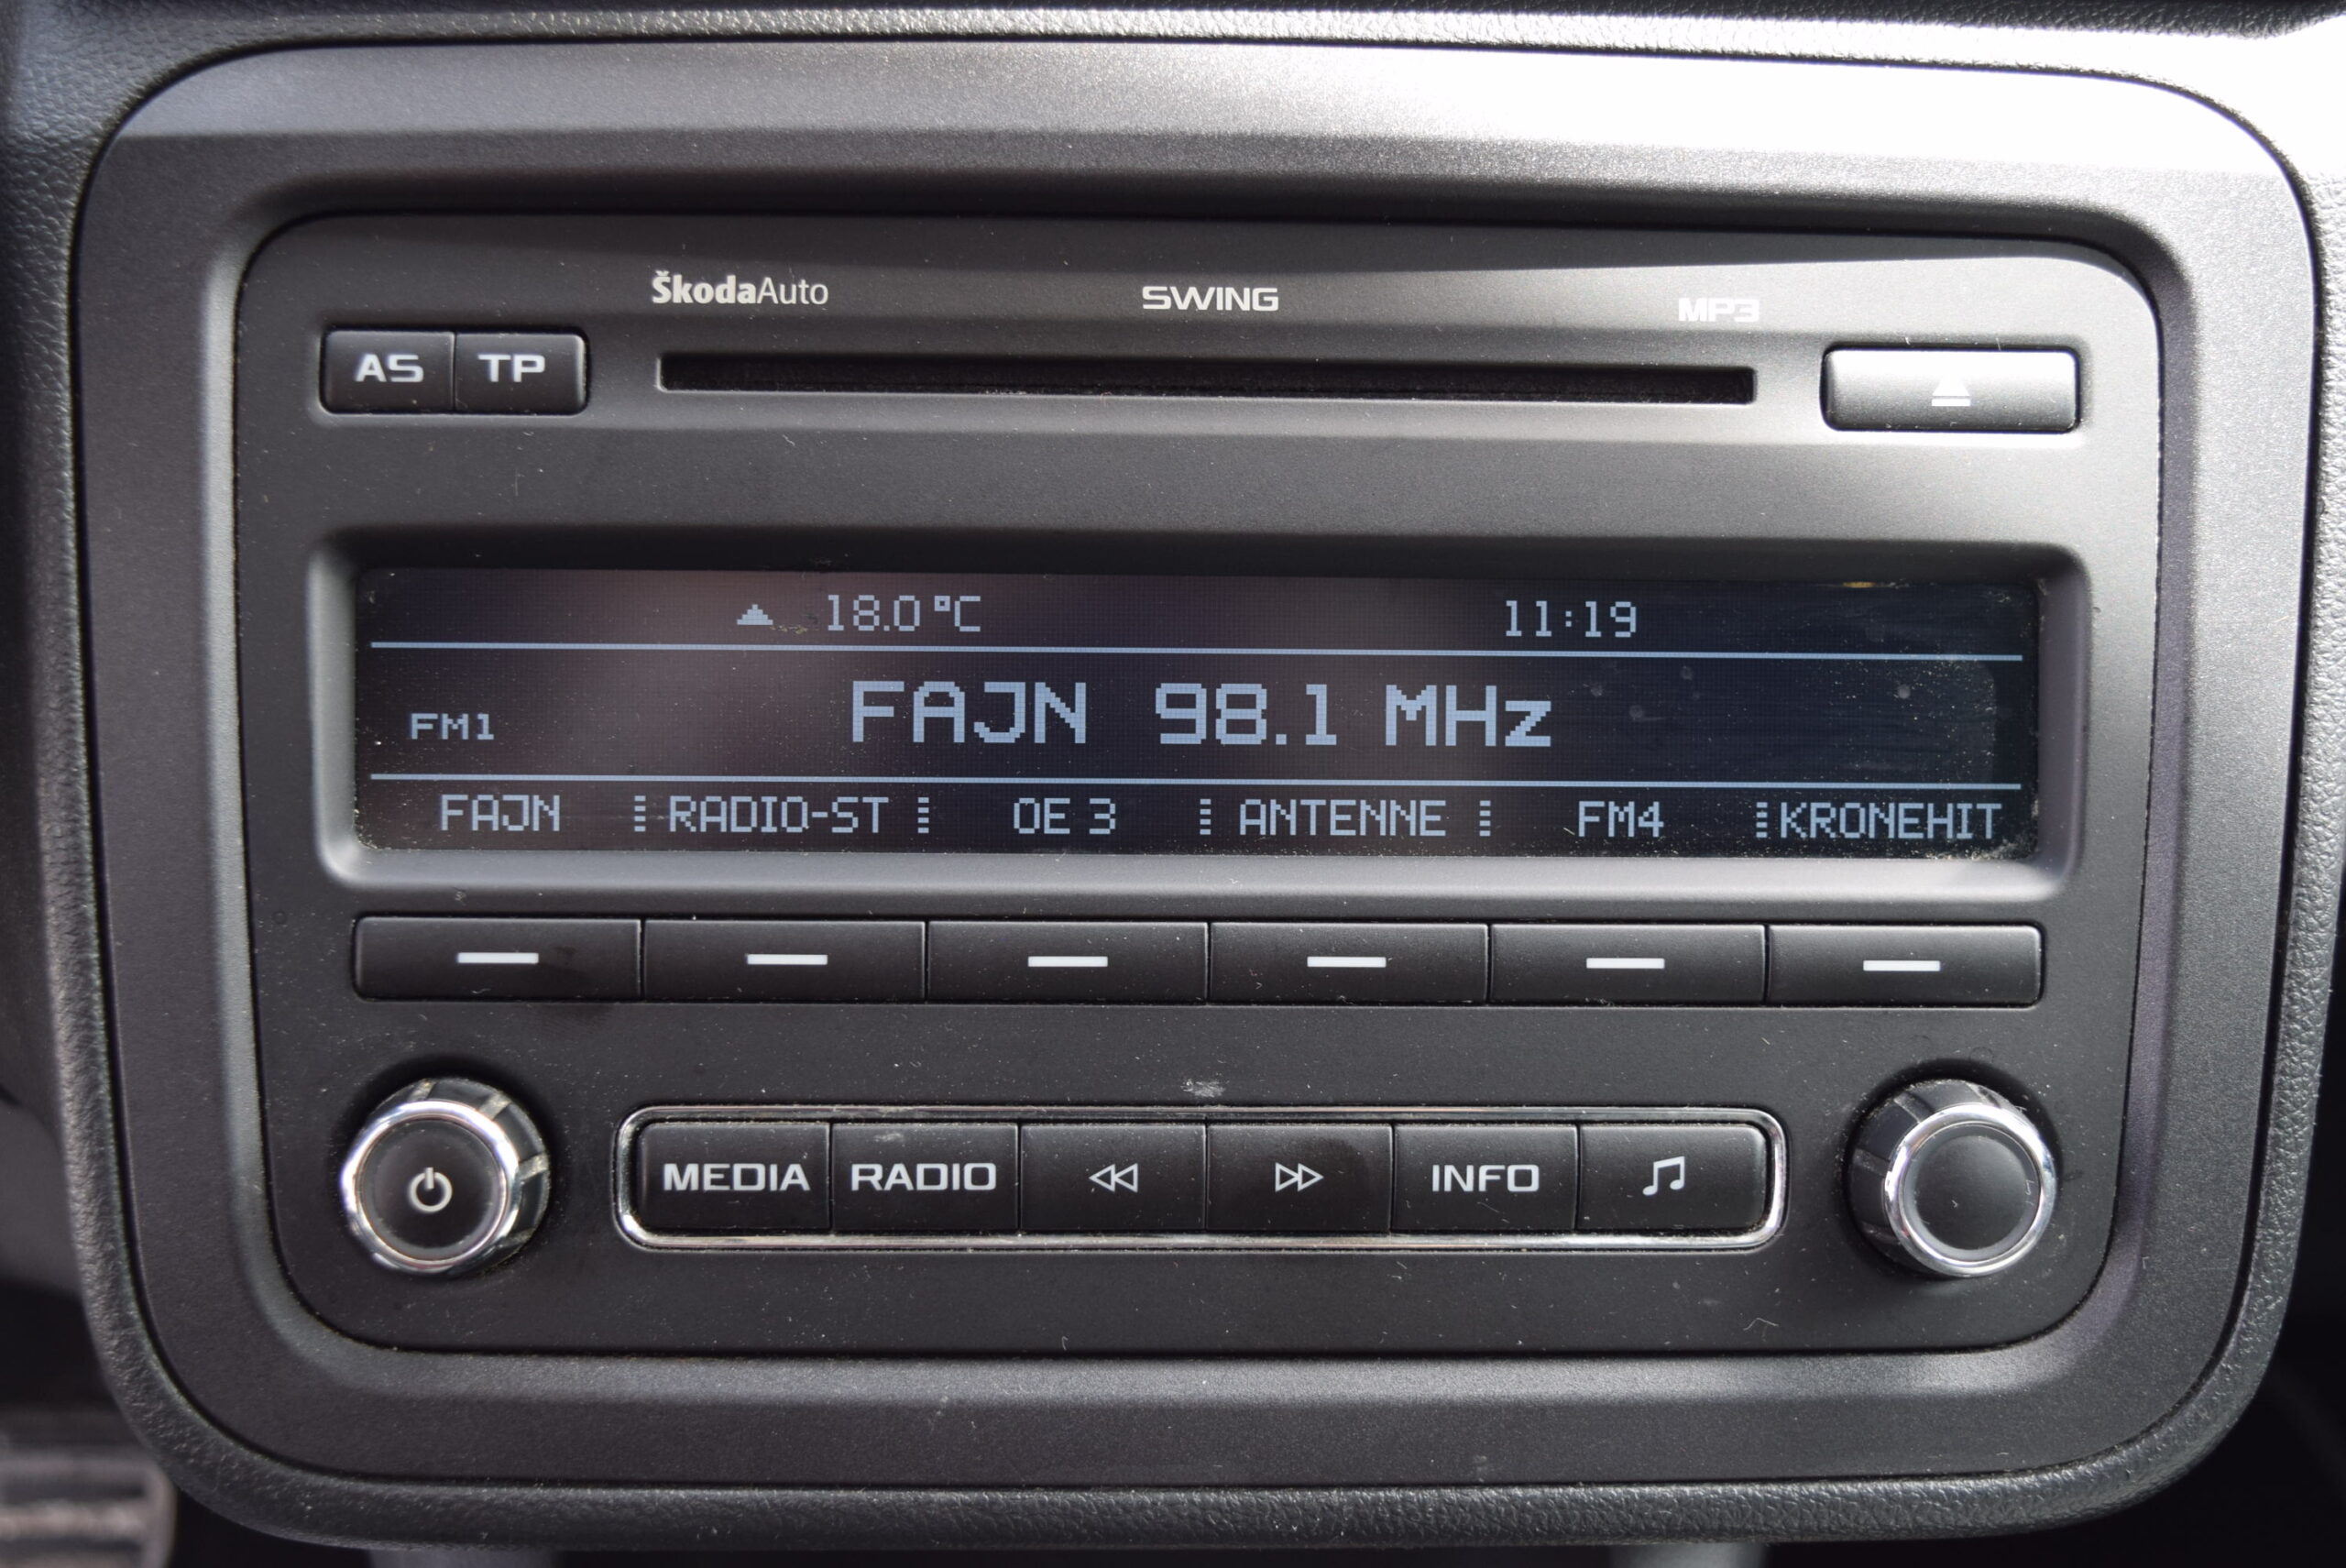 ŠkodaAuto SWING MP3
AS TP
18.0°C 11:19
FM1 FAJN 98.1 MHz
FAJN RADIO-ST OE 3 ANTENNE FM4 KRONEHIT
MEDIA RADIO INFO